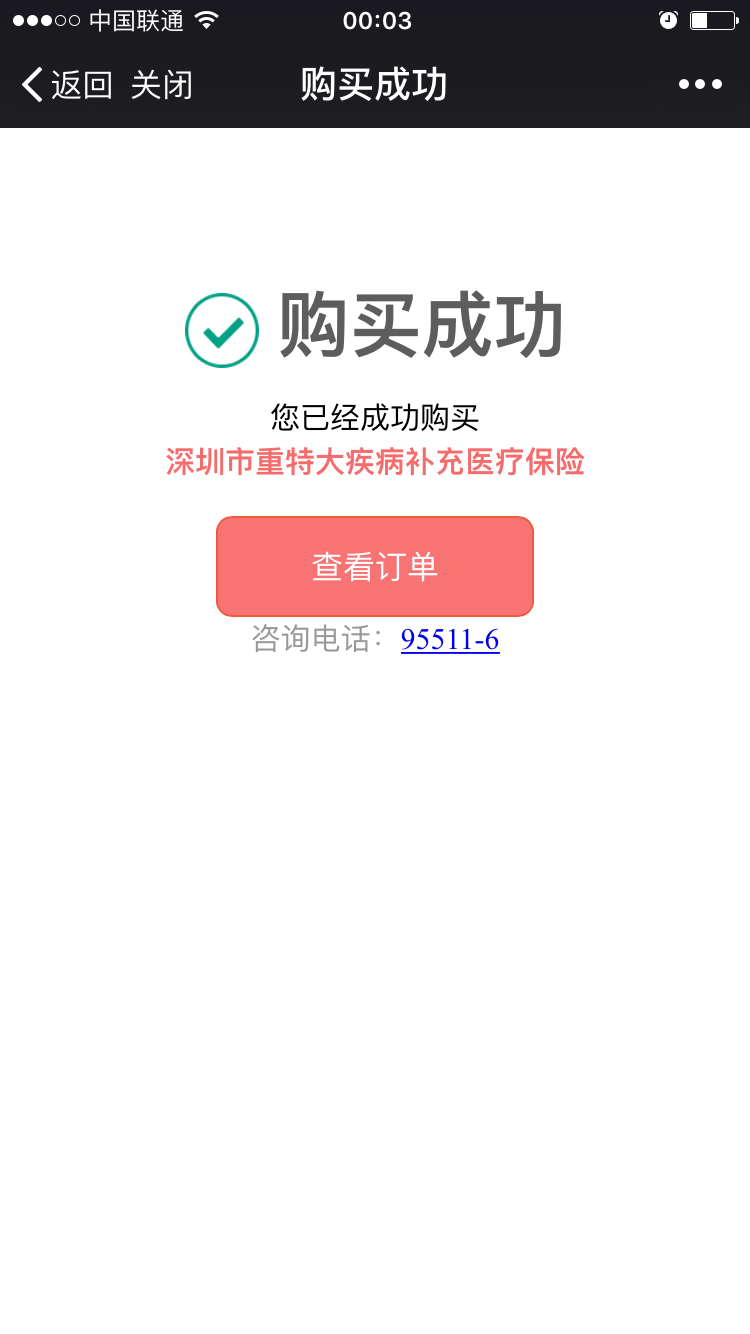 中国联通
00:03
返回 关闭
购买成功
购买成功
您已经成功购买
深圳市重特大疾病补充医疗保险
查看订单
咨询电话：95511-6